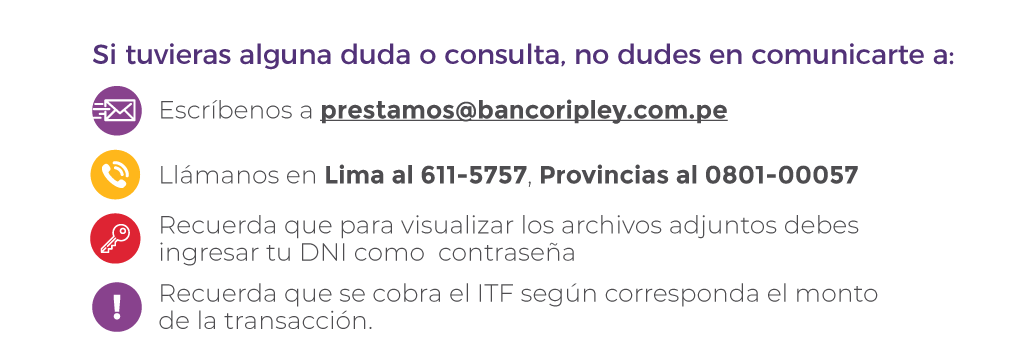 Si tuvieras alguna duda o consulta, no dudes en comunicarte a:
Escríbenos a prestamos@bancoripley.com.pe
Llámanos en Lima al 611-5757, Provincias al 0801-00057
Recuerda que para visualizar los archivos adjuntos debes
ingresar tu DNI como contraseña
Recuerda que se cobra el ITF según corresponda el monto
de la transacción.